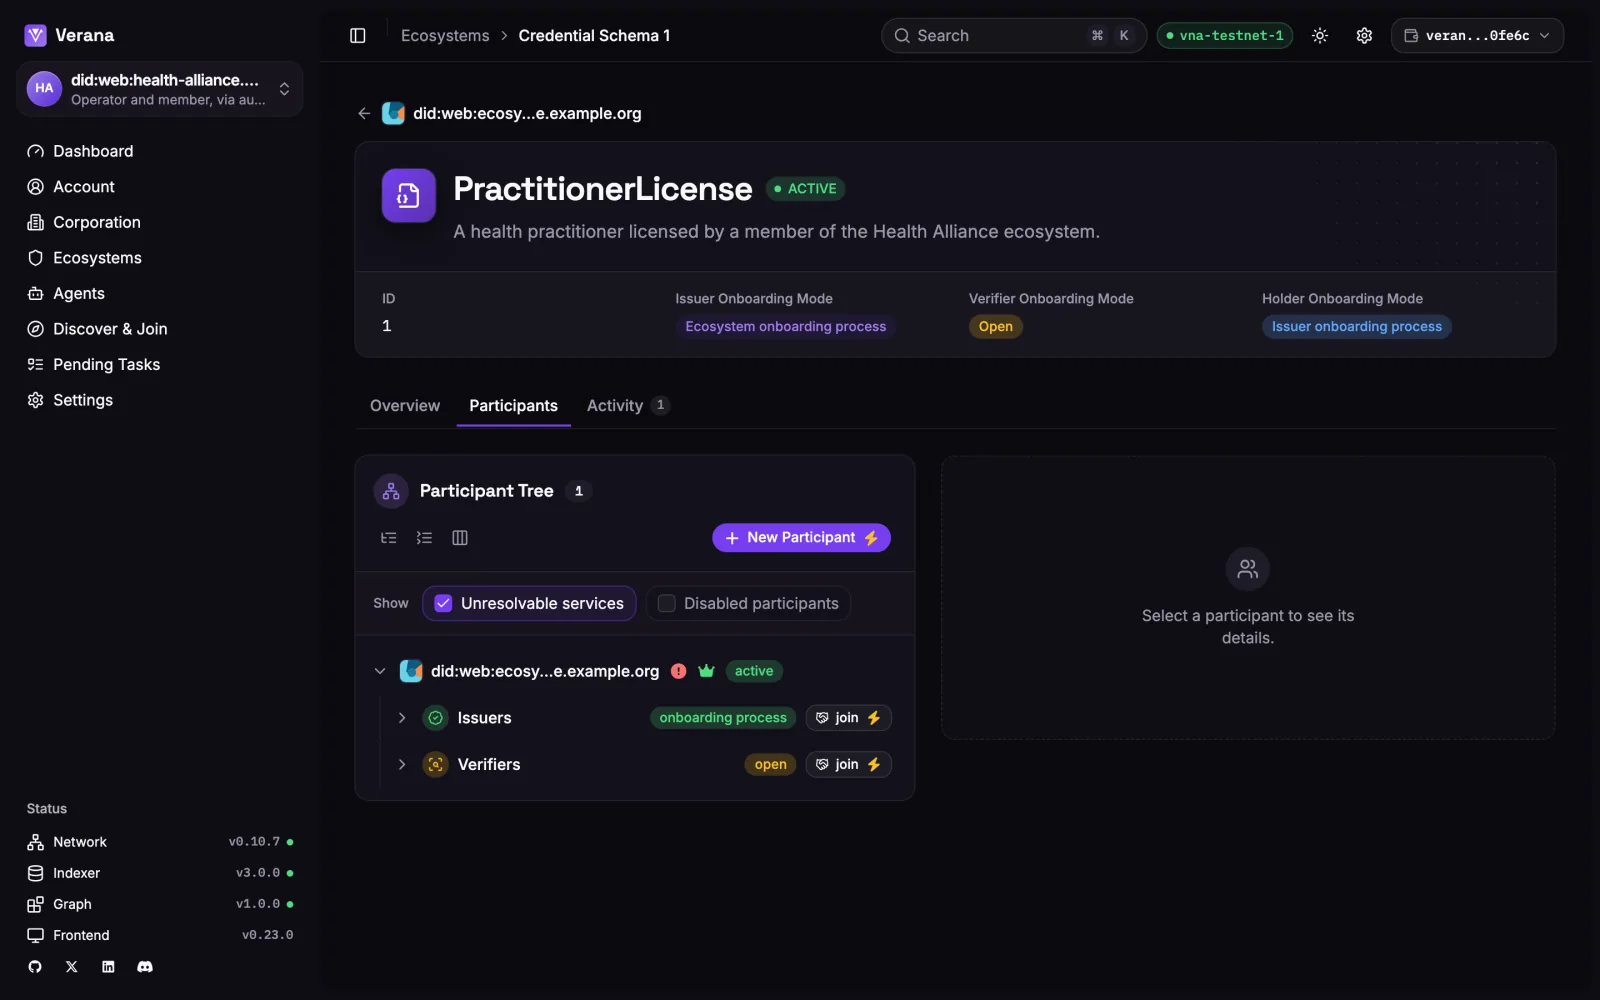 Verana
HA
did:web:health-alliance....
Operator and member, via au...
Dashboard
Account
Corporation
Ecosystems
Agents
Discover & Join
Pending Tasks
Settings
Status
Network v0.10.7
Indexer v3.0.0
Graph v1.0.0
Frontend v0.23.0
Ecosystems > Credential Schema 1
Search ⌘ K
vna-testnet-1
veran...0fe6c
did:web:ecosy...e.example.org
PractitionerLicense ACTIVE
A health practitioner licensed by a member of the Health Alliance ecosystem.
ID
1
Issuer Onboarding Mode
Ecosystem onboarding process
Verifier Onboarding Mode
Open
Holder Onboarding Mode
Issuer onboarding process
Overview Participants Activity 1
Participant Tree 1
+ New Participant
Show Unresolvable services Disabled participants
did:web:ecosy...e.example.org active
Issuers onboarding process join
Verifiers open join
Select a participant to see its
details.